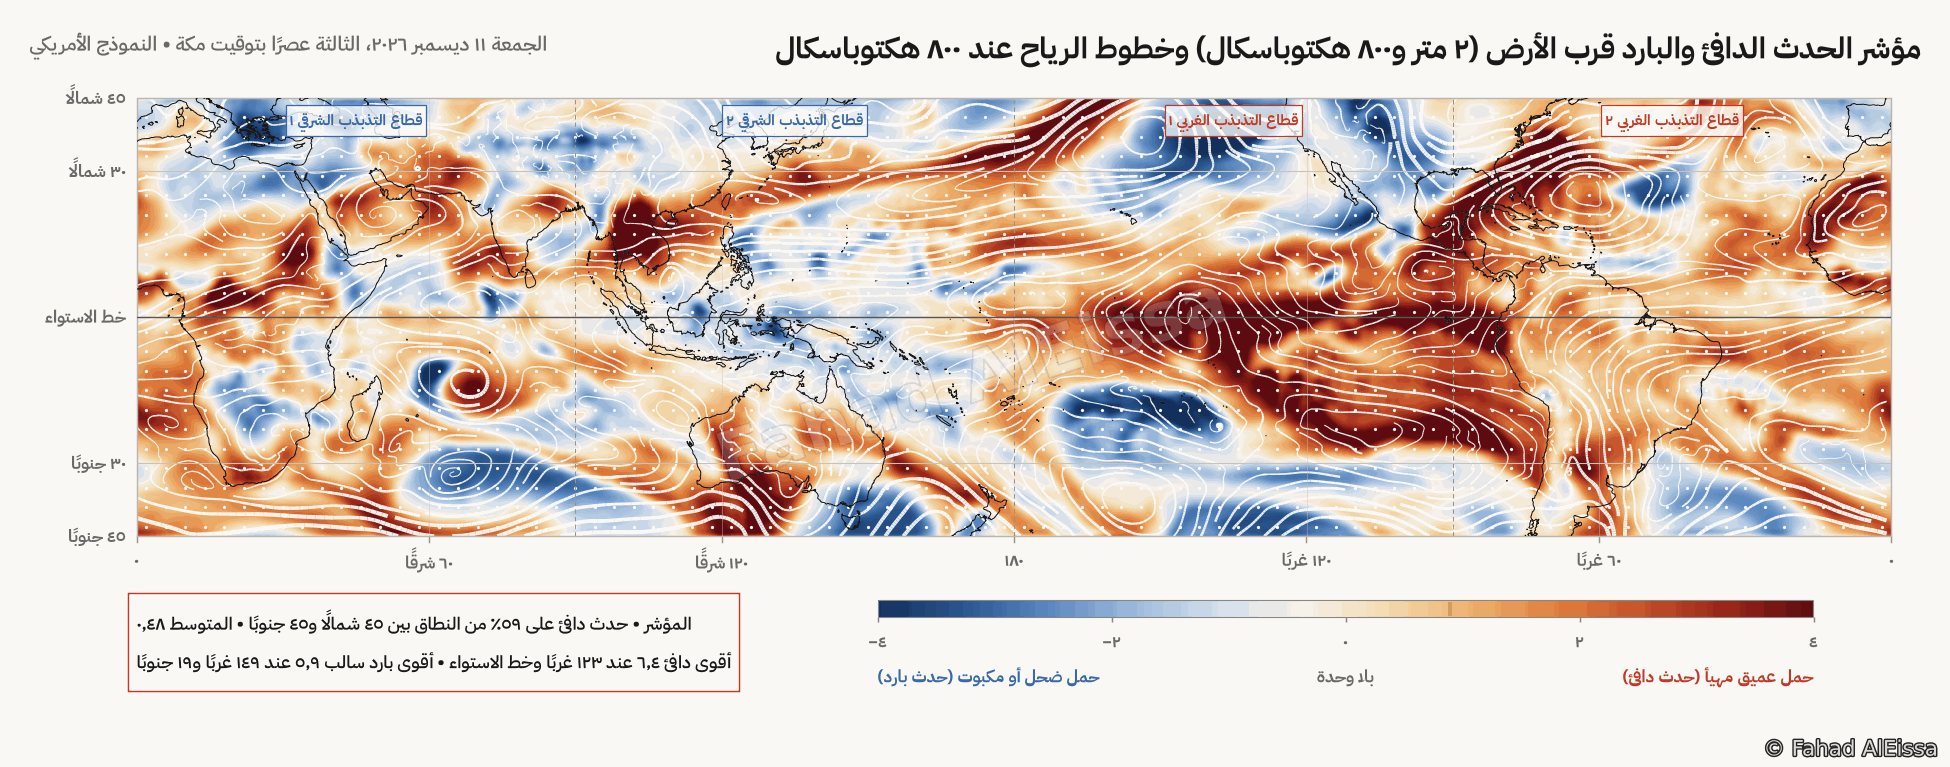 مؤشر الحدث الدافئ والبارد قرب الأرض (٢ متر و٨٠٠ هكتوباسكال) وخطوط الرياح عند ٨٠٠ هكتوباسكال
الجمعة ١١ ديسمبر ٢٠٢٦، الثالثة عصرًا بتوقيت مكة • النموذج الأمريكي
قطاع التذبذب الشرقي ١
قطاع التذبذب الشرقي ٢
قطاع التذبذب الغربي ١
قطاع التذبذب الغربي ٢
٤٥ شمالًا
٣٠ شمالًا
خط الاستواء
٣٠ جنوبًا
٤٥ جنوبًا
٠
٦٠ شرقًا
١٢٠ شرقًا
١٨٠
١٢٠ غربًا
٦٠ غربًا
٠
Fahad AlEissa
المؤشر • حدث دافئ على ٥٩٪ من النطاق بين ٤٥ شمالًا و٤٥ جنوبًا • المتوسط ٠,٤٨
أقوى دافئ ٦,٤ عند ١٢٣ غربًا وخط الاستواء • أقوى بارد سالب ٥,٩ عند ١٤٩ غربًا و١٩ جنوبًا
−٤
−٢
٠
٢
٤
حمل ضحل أو مكبوت (حدث بارد)
بلا وحدة
حمل عميق مهيأ (حدث دافئ)
© Fahad AlEissa